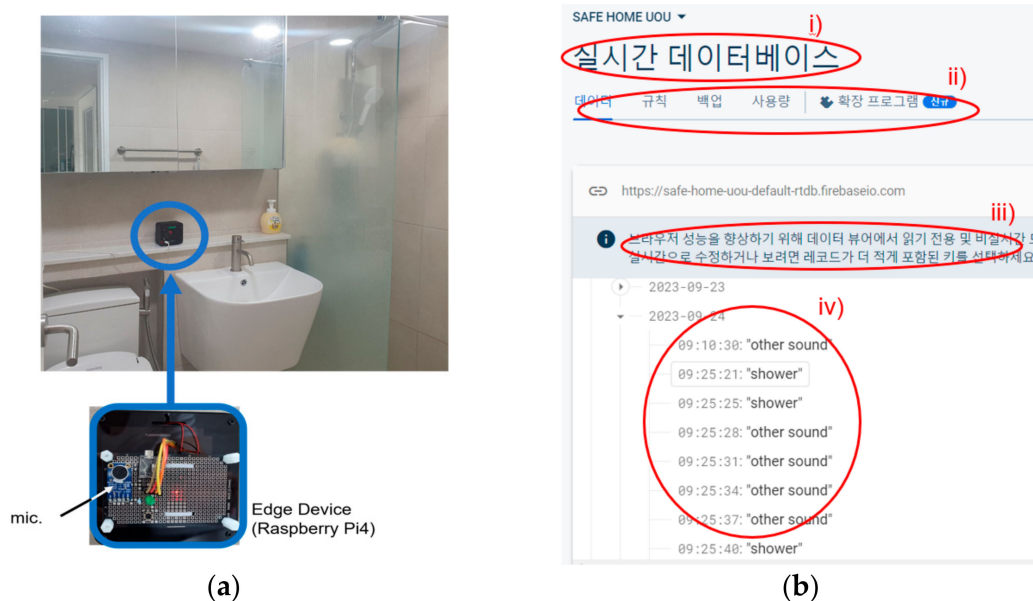 mic.
Edge Device
(Raspberry Pi4)
(a)
SAFE HOME UOU
i)
실시간 데이터베이스
ii)
데이터 규칙 백업 사용량 확장 프로그램 신규
https://safe-home-uou-default-rtdb.firebaseio.com
iii)
브라우저 성능을 향상하기 위해 데이터 뷰어에서 읽기 전용 및 비실시간
실시간으로 수정하거나 보려면 레코드가 더 적게 포함된 키를 선택하세요
2023-09-23
2023-09-24
iv)
09:10:30: "other sound"
09:25:21: "shower"
09:25:25: "shower"
09:25:28: "other sound"
09:25:31: "other sound"
09:25:34: "other sound"
09:25:37: "other sound"
09:25:40: "shower"
(b)